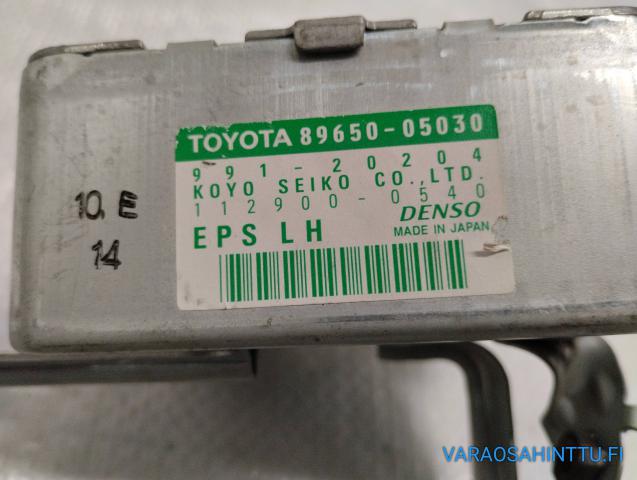 TOYOTA 89650-05030
991-20204
KOYO SEIKO CO.,LTD.
112900-0540
EPS LH
DENSO
MADE IN JAPAN
10. E
14
VARAOSAHINTTU.FI